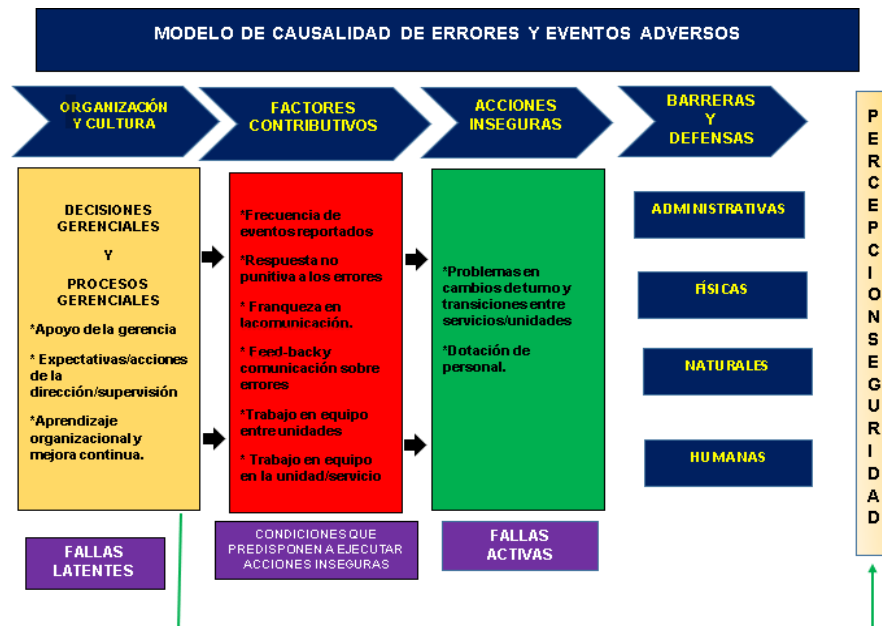 MODELO DE CAUSALIDAD DE ERRORES Y EVENTOS ADVERSOS
ORGANIZACIÓN
Y CULTURA
FACTORES
CONTRIBUTIVOS
ACCIONES
INSEGURAS
BARRERAS
Y
DEFENSAS
DECISIONES
GERENCIALES
Y
PROCESOS
GERENCIALES
*Apoyo de la gerencia
* Expectativas/acciones
de la
dirección/supervisión
*Aprendizaje
organizacional y
mejora continua.
*Frecuencia de
eventos reportados
*Respuesta no
punitiva a los errores
* Franqueza en
lacomunicación.
* Feed-back y
comunicación sobre
errores
*Trabajo en equipo
entre unidades
* Trabajo en equipo
en la unidad/servicio
*Problemas en
cambios de turno y
transiciones entre
servicios/unidades
*Dotación de
personal.
ADMINISTRATIVAS
FÍSICAS
NATURALES
HUMANAS
PERCEPCIONSEGURIDAD
FALLAS
LATENTES
CONDICIONES QUE
PREDISPONEN A EJECUTAR
ACCIONES INSEGURAS
FALLAS
ACTIVAS